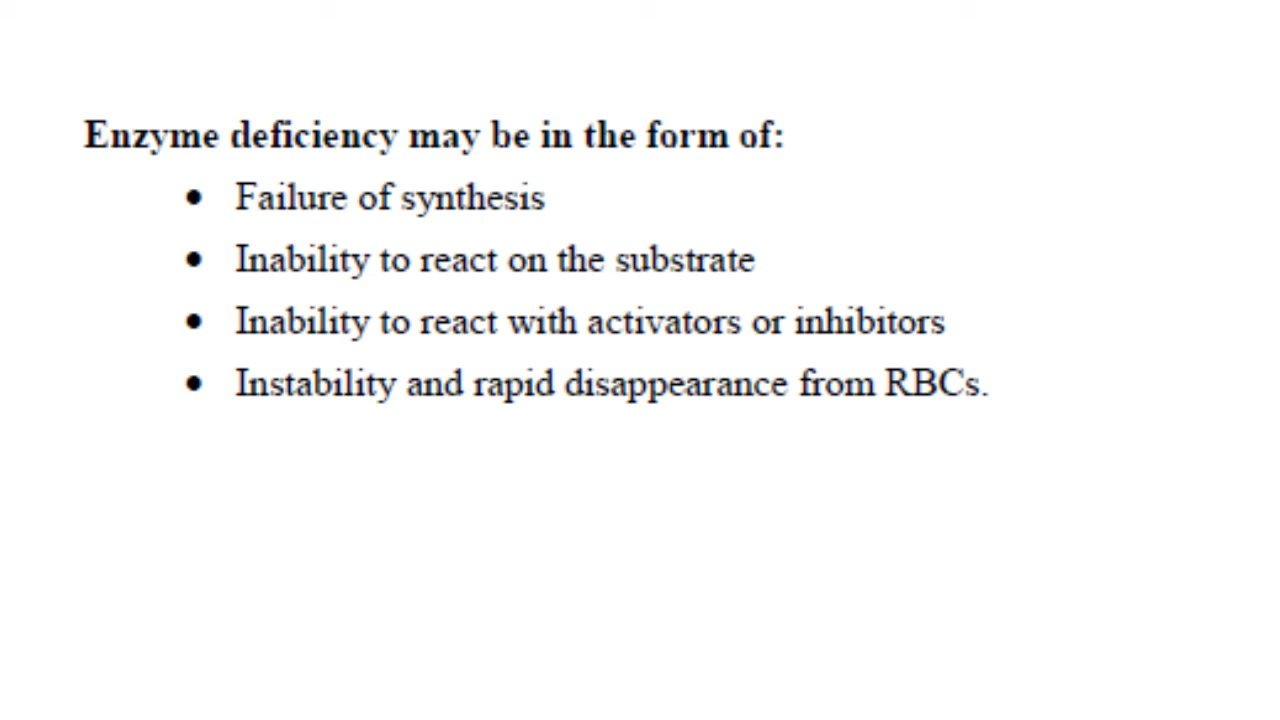 Enzyme deficiency may be in the form of:
• Failure of synthesis
• Inability to react on the substrate
• Inability to react with activators or inhibitors
• Instability and rapid disappearance from RBCs.